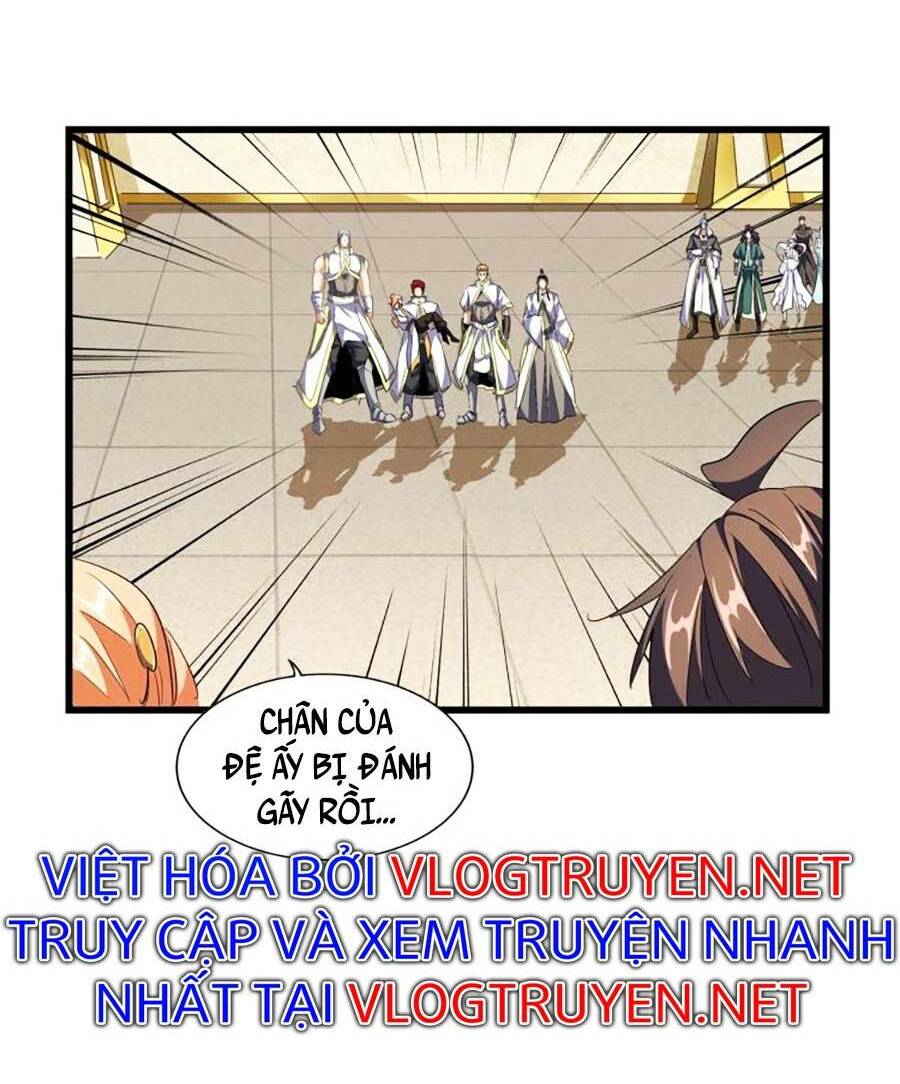 CHÂN CỦA
ĐỆ ẤY BỊ ĐÁNH
GÃY RỒI...
VIỆT HÓA BỞI VLOGTRUYEN.NET
TRUY CẬP VÀ XEM TRUYỆN NHANH
NHẤT TẠI VLOGTRUYEN.NET